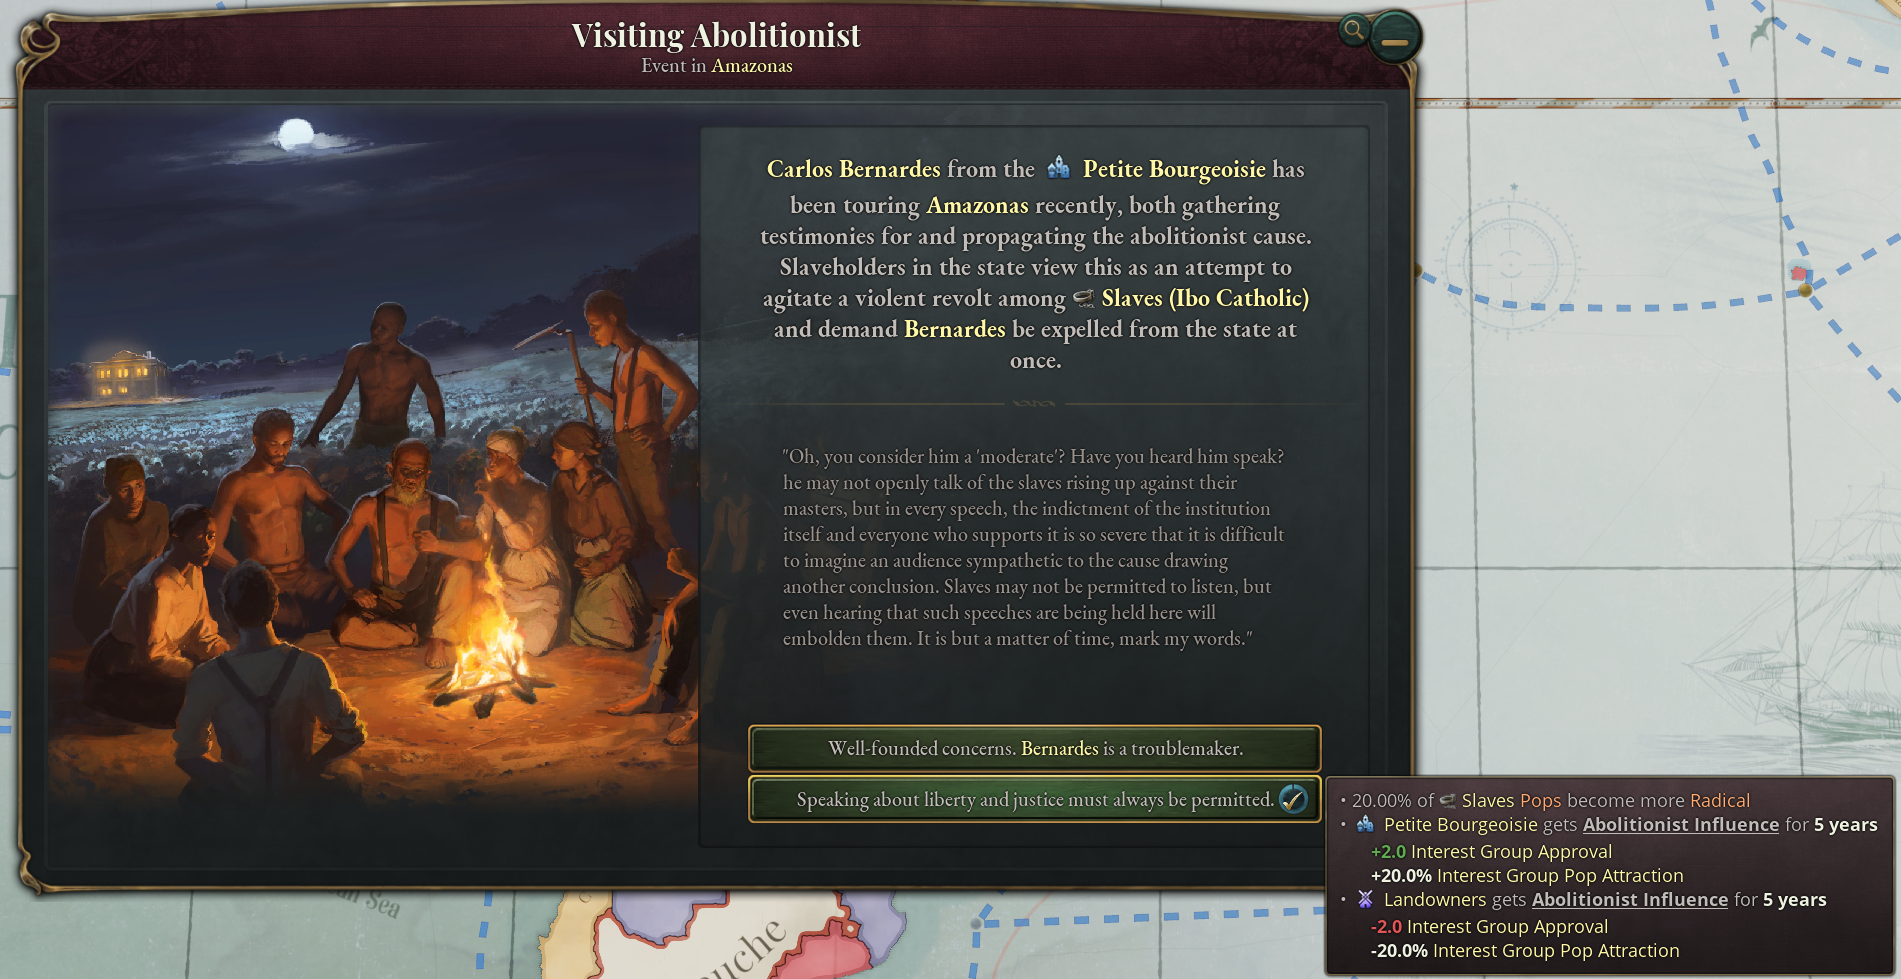 Visiting Abolitionist
Event in Amazonas
Carlos Bernardes from the Petite Bourgeoisie has
been touring Amazonas recently, both gathering
testimonies for and propagating the abolitionist cause.
Slaveholders in the state view this as an attempt to
agitate a violent revolt among Slaves (Ibo Catholic)
and demand Bernardes be expelled from the state at
once.
"Oh, you consider him a 'moderate'? Have you heard him speak?
he may not openly talk of the slaves rising up against their
masters, but in every speech, the indictment of the institution
itself and everyone who supports it is so severe that it is difficult
to imagine an audience sympathetic to the cause drawing
another conclusion. Slaves may not be permitted to listen, but
even hearing that such speeches are being held here will
embolden them. It is but a matter of time, mark my words."
Well-founded concerns. Bernardes is a troublemaker.
Speaking about liberty and justice must always be permitted.
• 20.00% of Slaves Pops become more Radical
• Petite Bourgeoisie gets Abolitionist Influence for 5 years
+2.0 Interest Group Approval
+20.0% Interest Group Pop Attraction
• Landowners gets Abolitionist Influence for 5 years
-2.0 Interest Group Approval
-20.0% Interest Group Pop Attraction
Sea